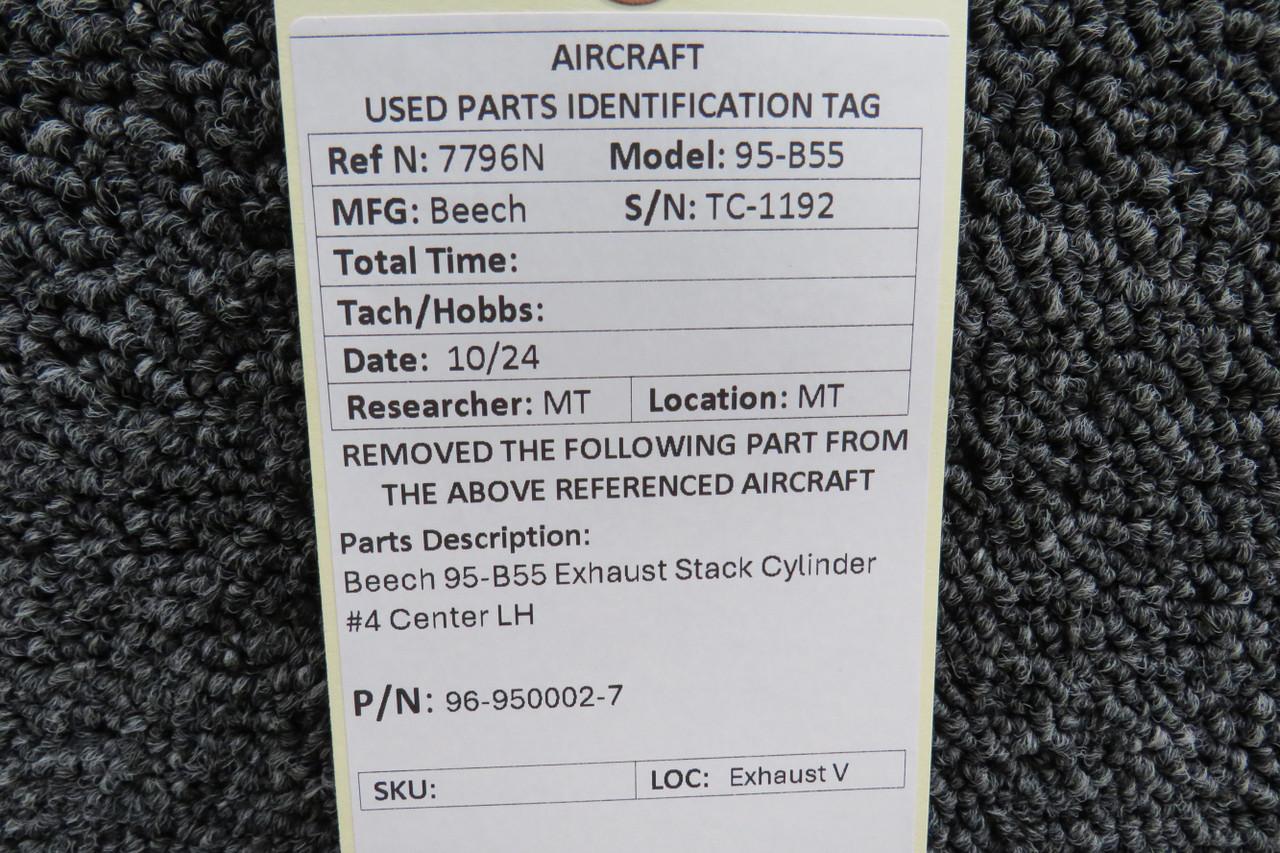 AIRCRAFT
USED PARTS IDENTIFICATION TAG
Ref N: 7796N Model: 95-B55
MFG: Beech S/N: TC-1192
Total Time:
Tach/Hobbs:
Date: 10/24
Researcher: MT Location: MT
REMOVED THE FOLLOWING PART FROM
THE ABOVE REFERENCED AIRCRAFT
Parts Description:
Beech 95-B55 Exhaust Stack Cylinder
#4 Center LH
P/N: 96-950002-7
SKU: LOC: Exhaust V